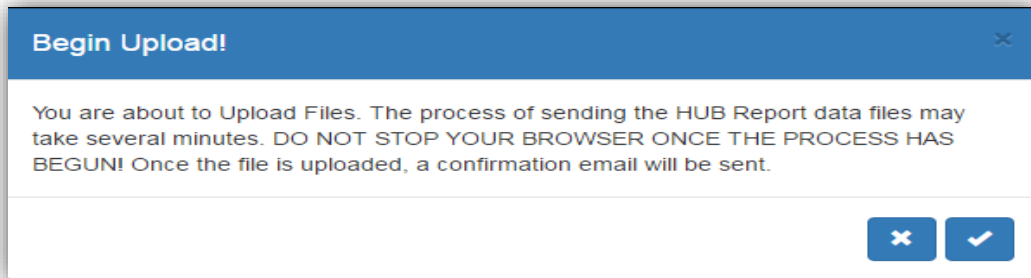 Begin Upload!
You are about to Upload Files. The process of sending the HUB Report data files may
take several minutes. DO NOT STOP YOUR BROWSER ONCE THE PROCESS HAS
BEGUN! Once the file is uploaded, a confirmation email will be sent.